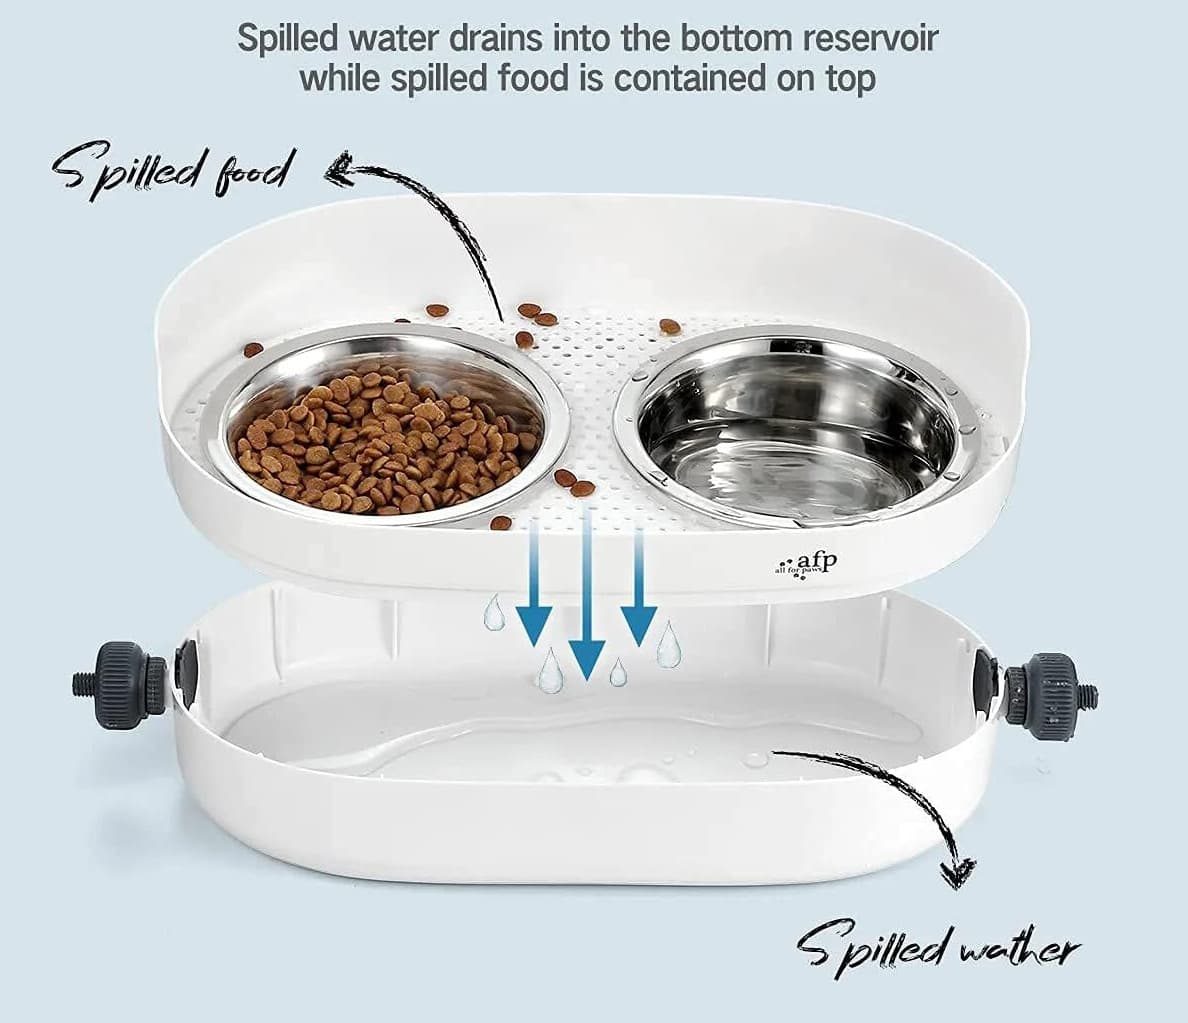 Spilled water drains into the bottom reservoir
while spilled food is contained on top
Spilled food
afp
all for paws
Spilled wather